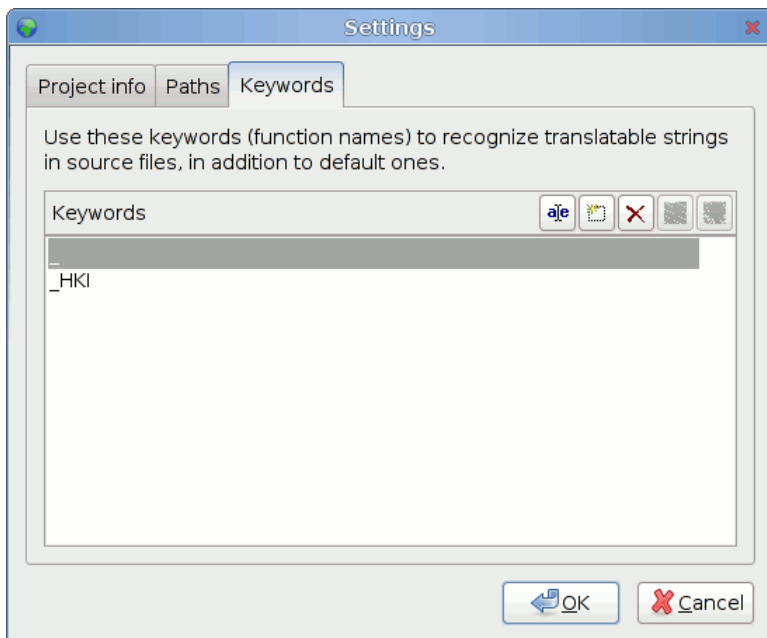 Settings
Project info Paths Keywords
Use these keywords (function names) to recognize translatable strings
in source files, in addition to default ones.
Keywords a|e
_
_HKI
OK Cancel